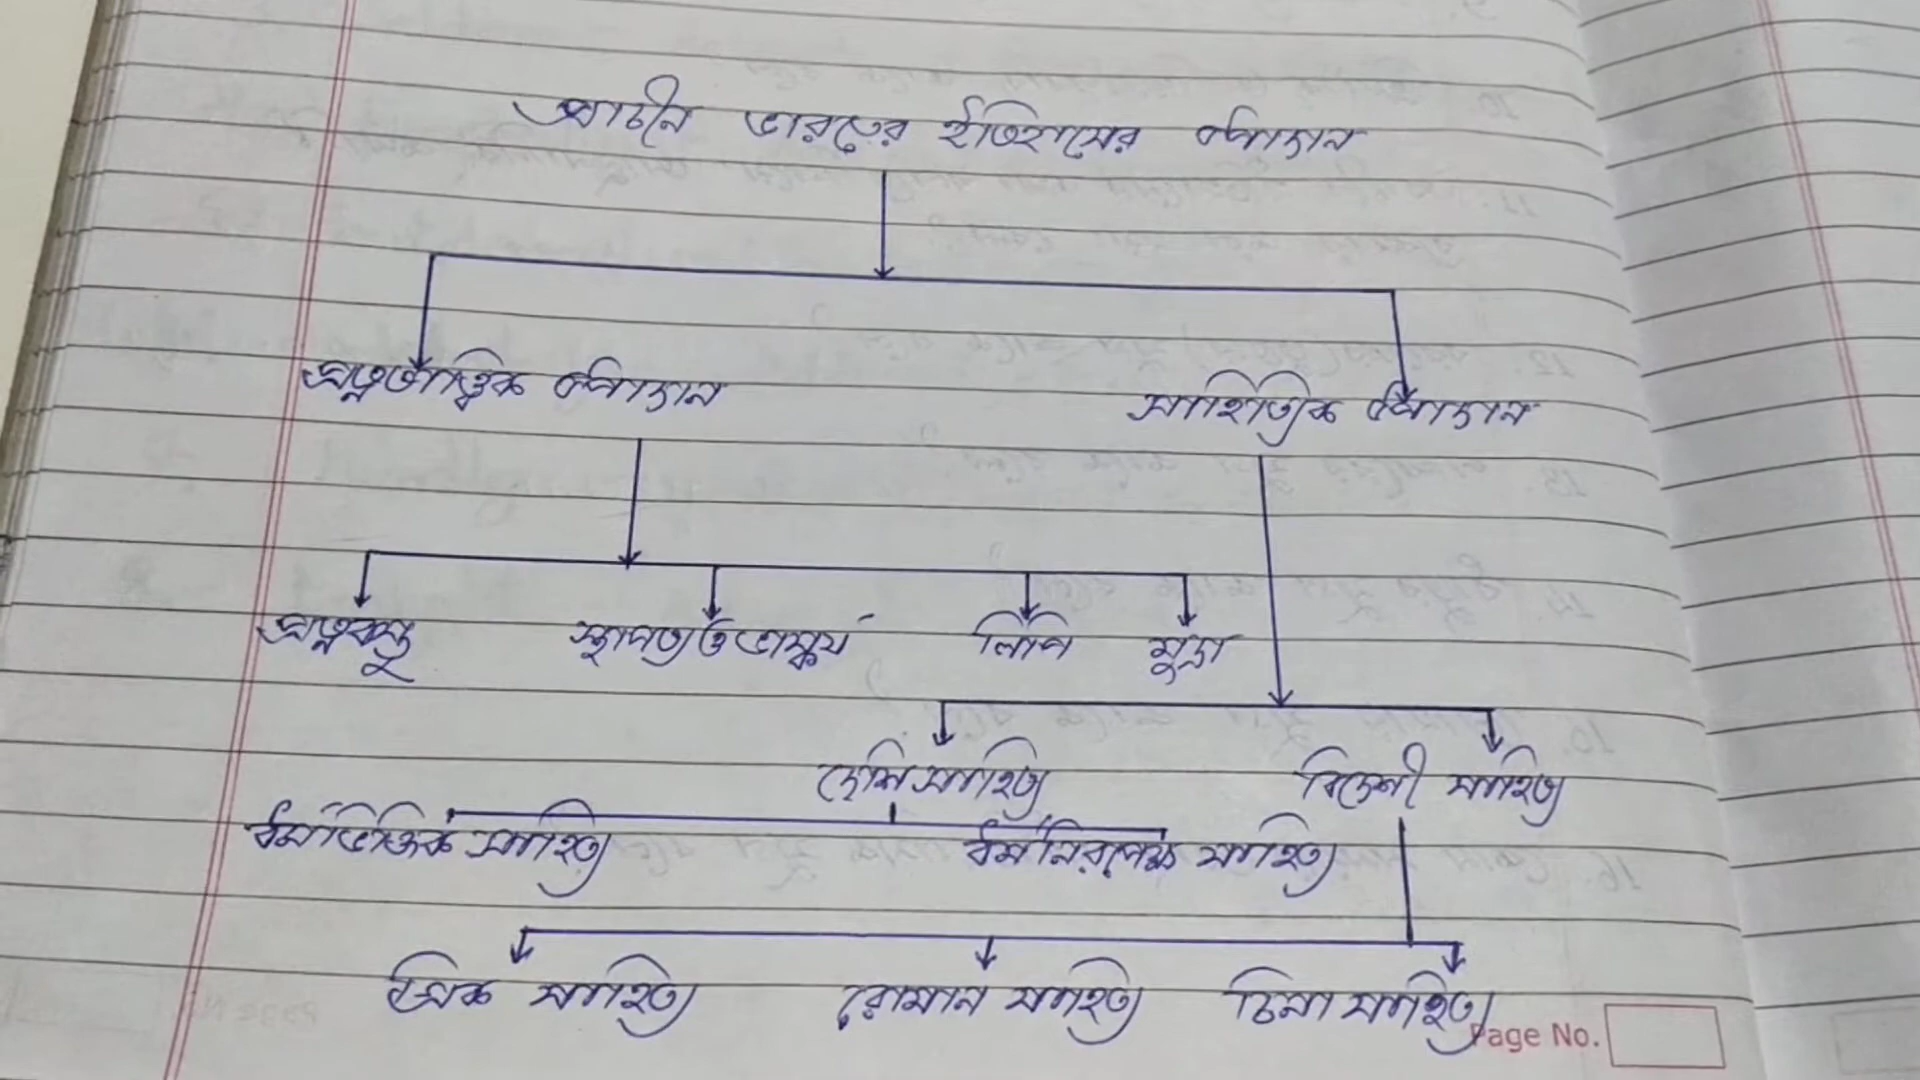 প্রাচীন ভারতের ইতিহাসের উপাদান
প্রত্নতাত্ত্বিক উপাদান
সাহিত্যিক উপাদান
প্রত্নবস্তু
স্থাপত্য ও ভাস্কর্য
লিপি
মুদ্রা
দেশি সাহিত্য
বিদেশী সাহিত্য
ধর্মভিত্তিক সাহিত্য
ধর্মনিরপেক্ষ সাহিত্য
গ্রিক সাহিত্য
রোমান সাহিত্য
চিনা সাহিত্য
Page No.